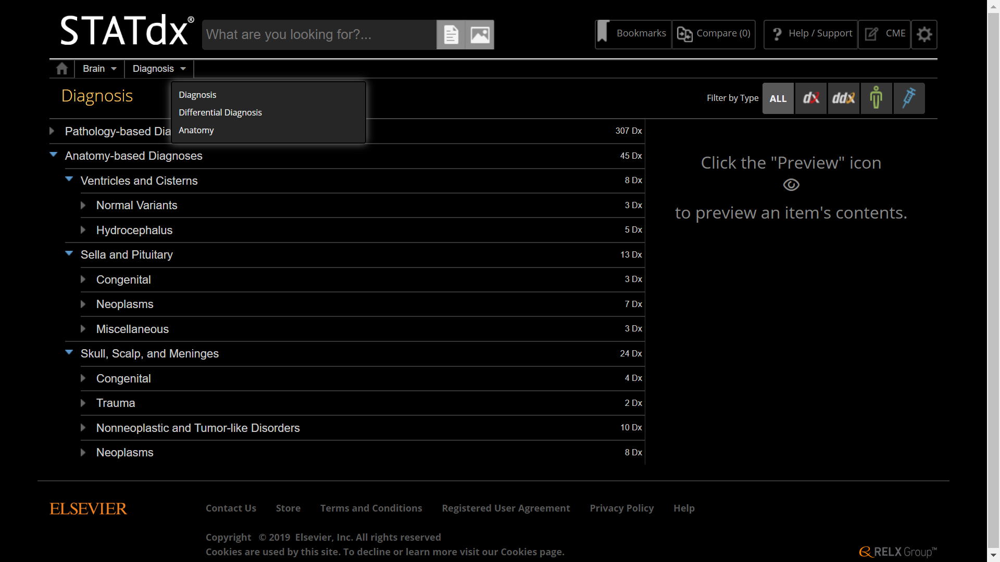 STATdx®
What are you looking for?...
Bookmarks
Compare (0)
Help / Support
CME
Brain
Diagnosis
Diagnosis
Diagnosis
Differential Diagnosis
Anatomy
Filter by Type
ALL
dx
ddx
Pathology-based Dia
307 Dx
Anatomy-based Diagnoses
45 Dx
Ventricles and Cisterns
8 Dx
Normal Variants
3 Dx
Hydrocephalus
5 Dx
Sella and Pituitary
13 Dx
Congenital
3 Dx
Neoplasms
7 Dx
Miscellaneous
3 Dx
Skull, Scalp, and Meninges
24 Dx
Congenital
4 Dx
Trauma
2 Dx
Nonneoplastic and Tumor-like Disorders
10 Dx
Neoplasms
8 Dx
Click the "Preview" icon
to preview an item's contents.
ELSEVIER
Contact Us
Store
Terms and Conditions
Registered User Agreement
Privacy Policy
Help
Copyright © 2019 Elsevier, Inc. All rights reserved
Cookies are used by this site. To decline or learn more visit our Cookies page.
RELX Group™